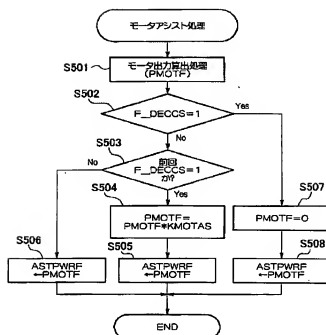 モータアシスト処理
S501
モータ出力算出処理
(PMOTF)
S502
F_DECCS=1
Yes
No
S503
前回
F_DECCS=1
か?
No
Yes
S504
PMOTF=
PMOTF*KMOTAS
S507
PMOTF=0
S506
ASTPWRF
←PMOTF
S505
ASTPWRF
←PMOTF
S508
ASTPWRF
←PMOTF
END